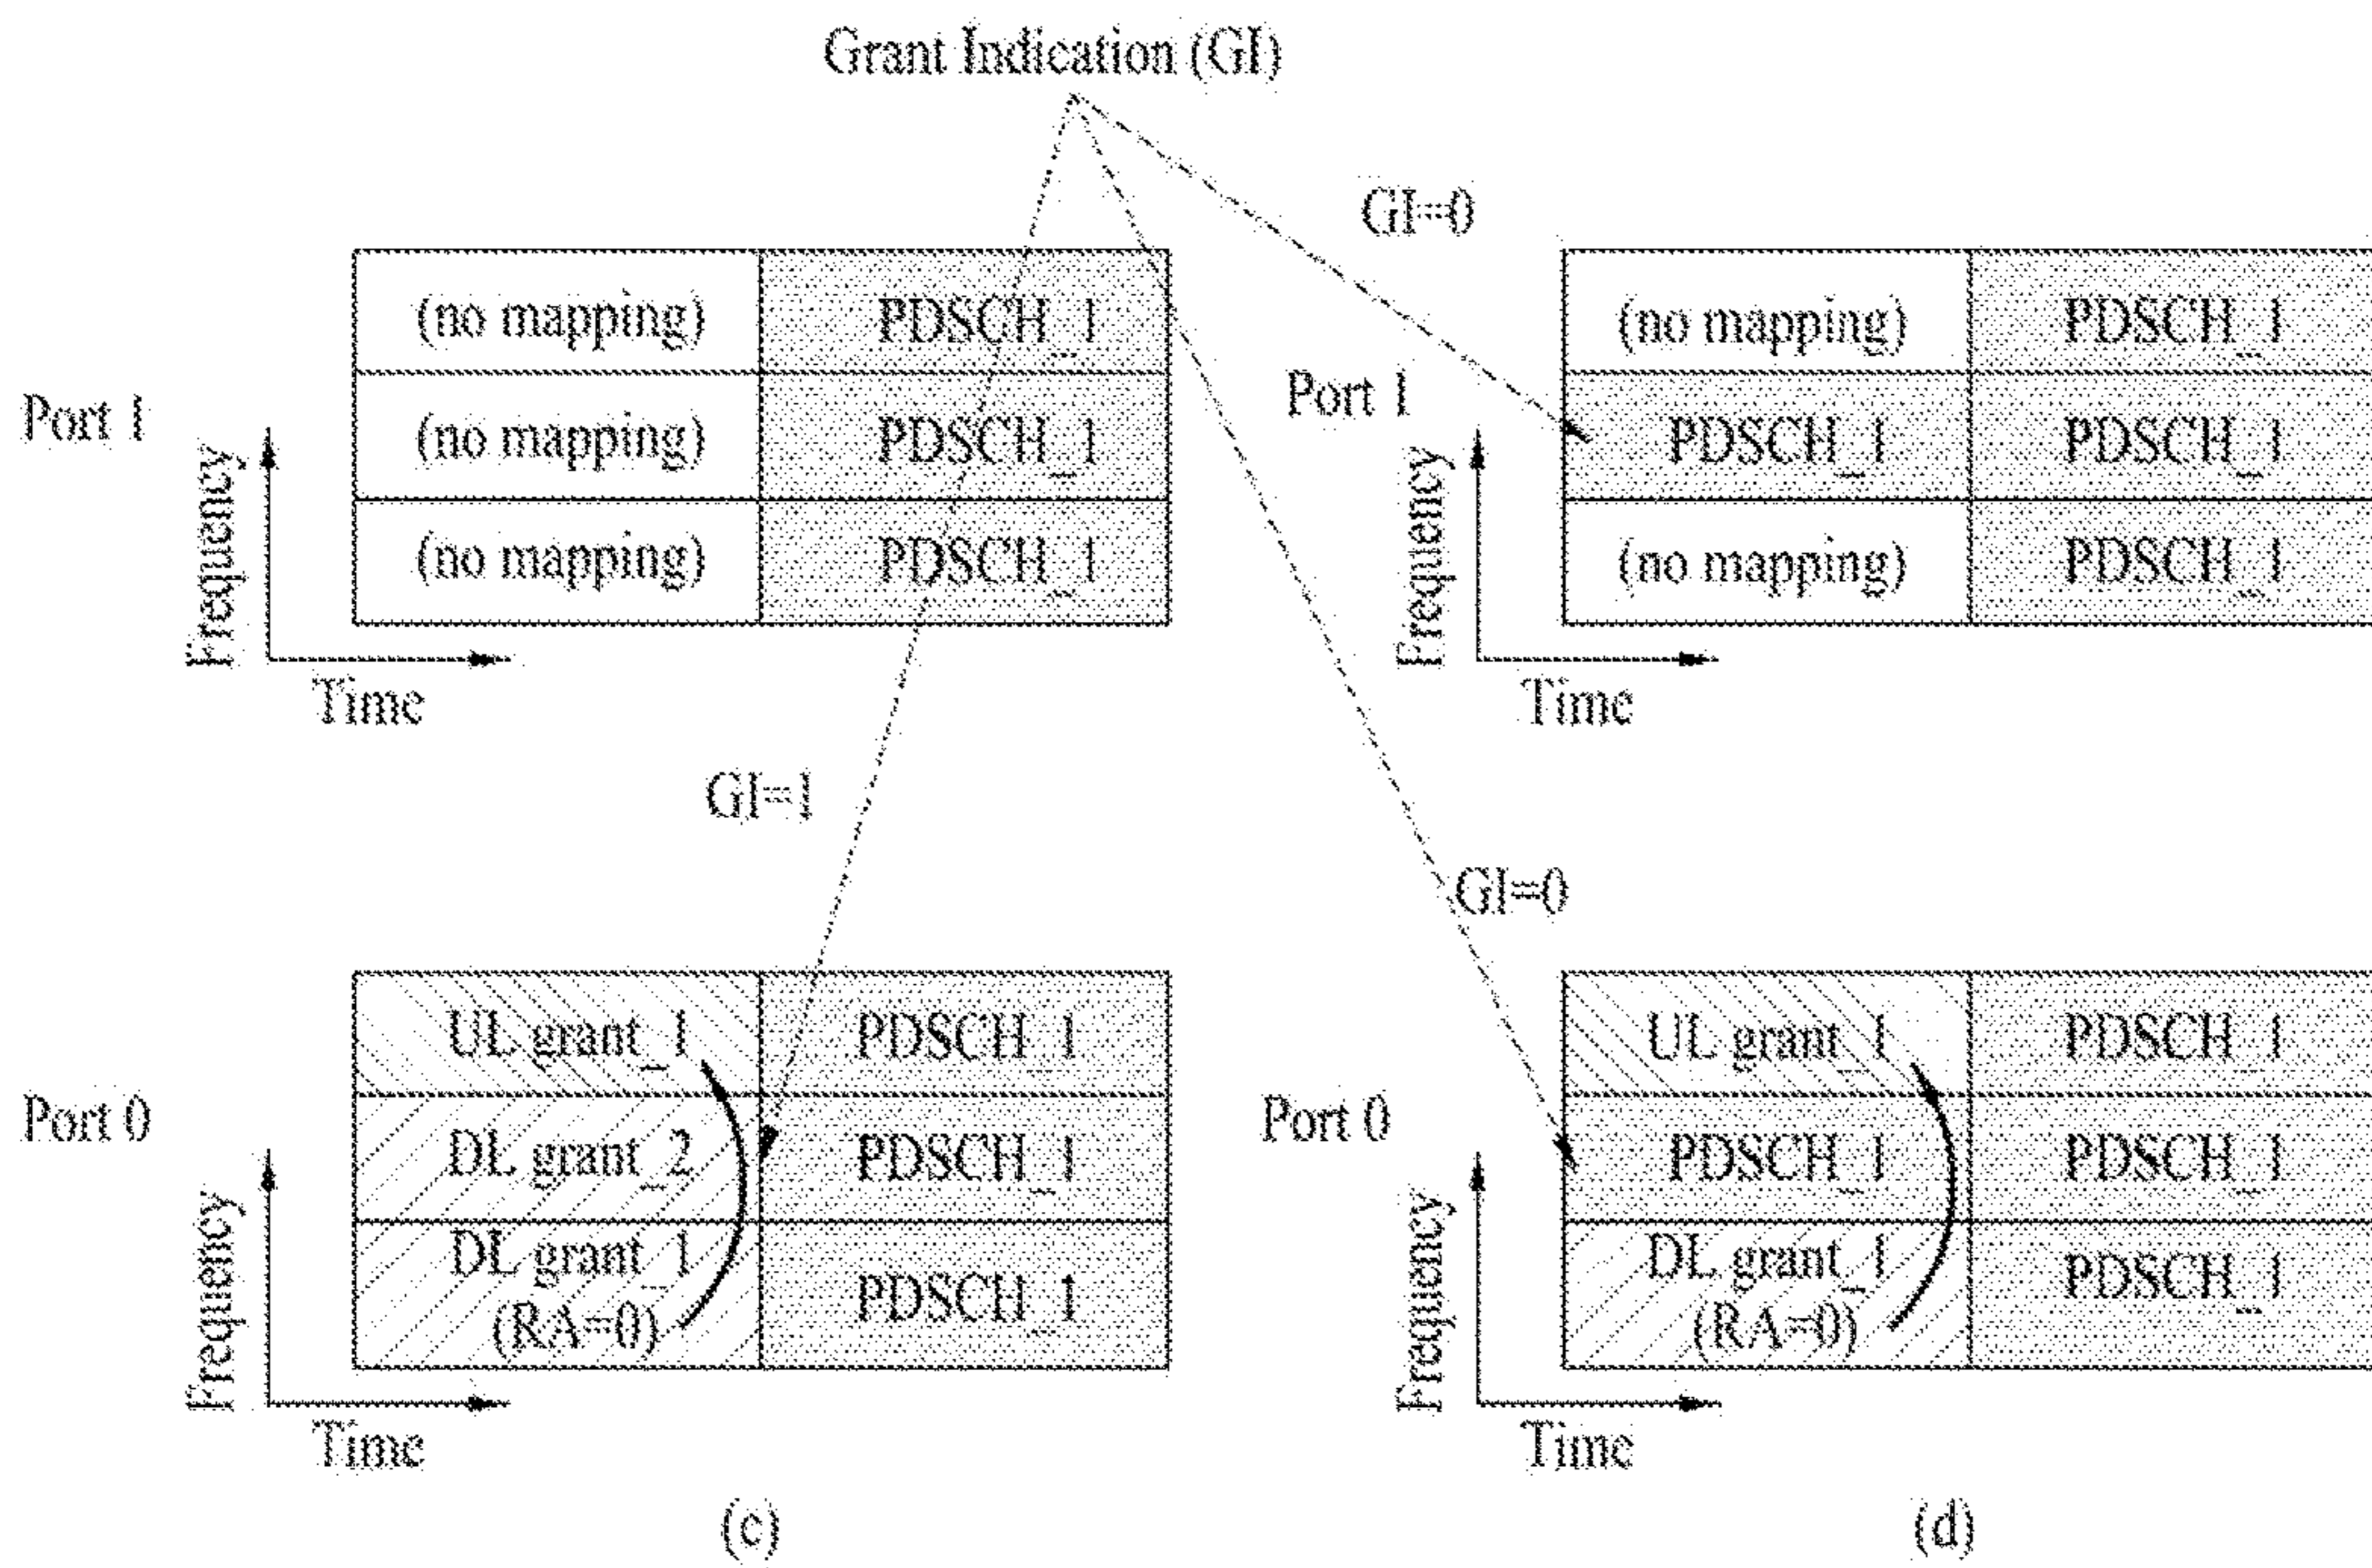 Grant Indication (GI)
GI=0
(no mapping) PDSCH_1
(no mapping) PDSCH_1
(no mapping) PDSCH_1
Port 1
Frequency
Time
(no mapping) PDSCH_1
PDSCH_1 PDSCH_1
(no mapping) PDSCH_1
Port 1
Frequency
Time
GI=1
GI=0
UL grant_1 PDSCH_1
DL grant_2 PDSCH_1
DL grant_1
(RA=0)
PDSCH_1
Port 0
Frequency
Time
(c)
UL grant_1 PDSCH_1
PDSCH_1 PDSCH_1
DL grant_1
(RA=0)
PDSCH_1
Port 0
Frequency
Time
(d)